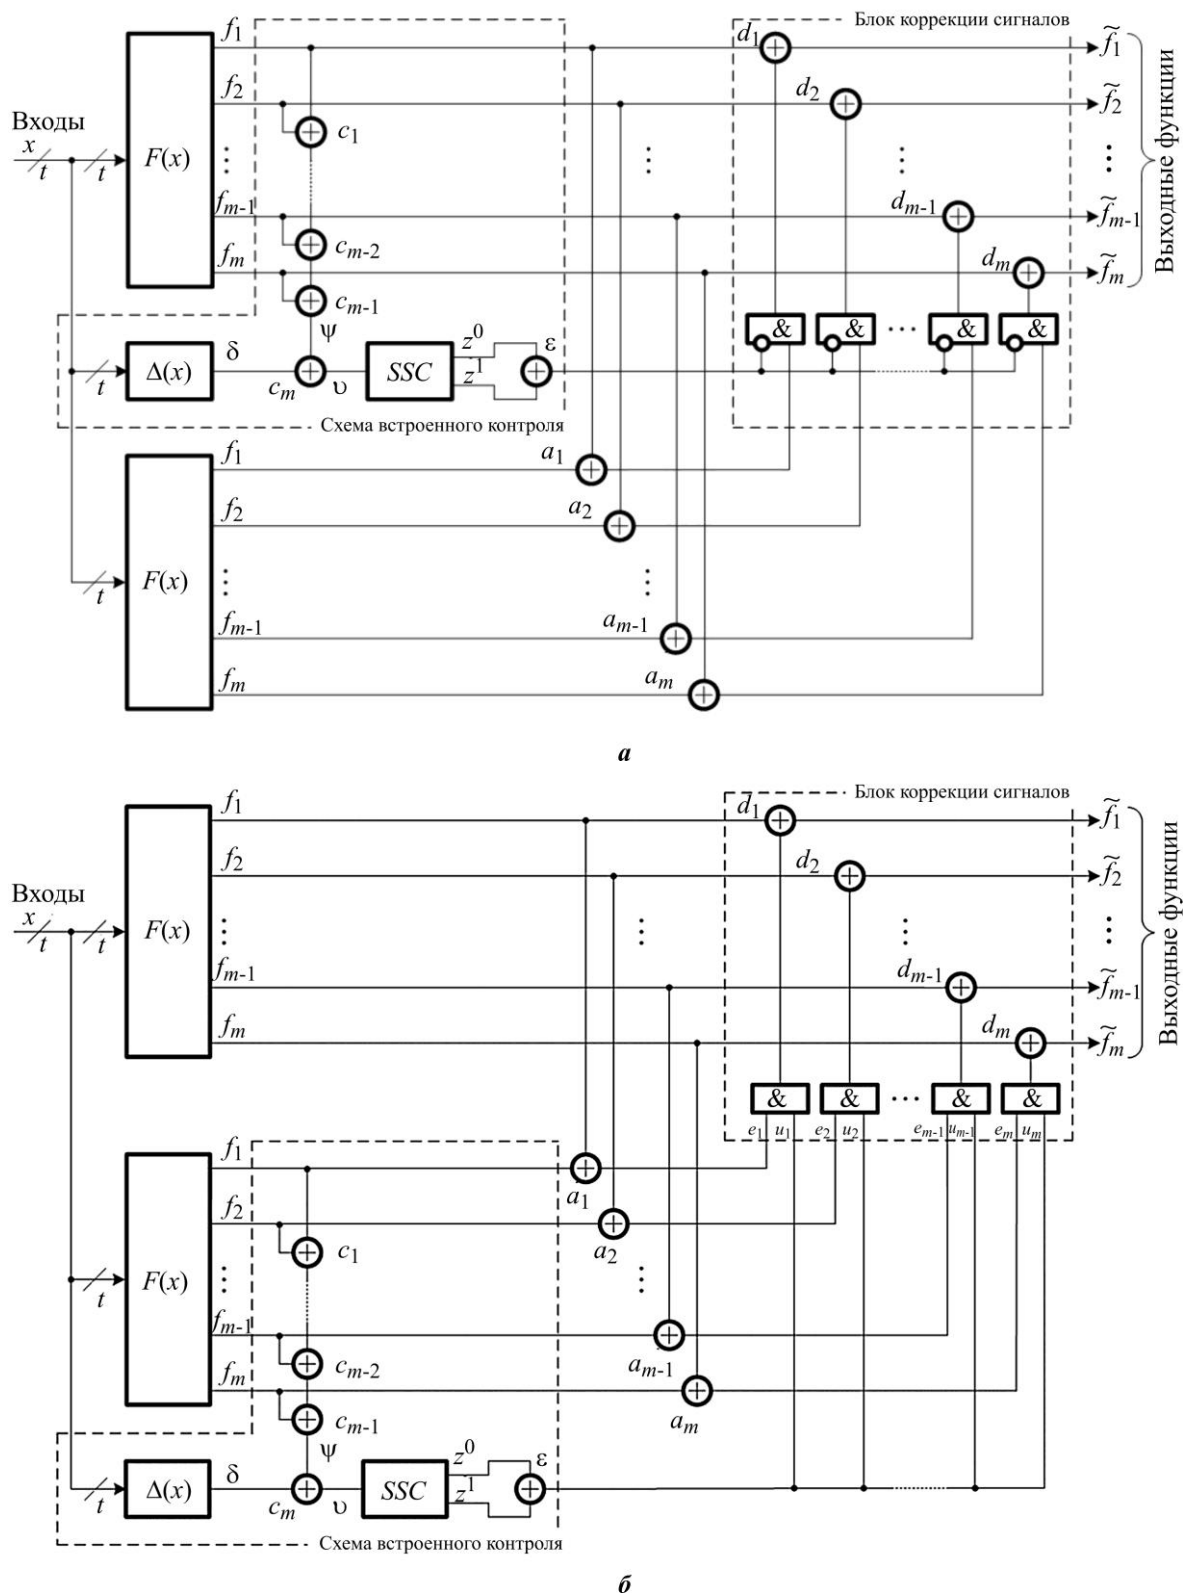 Блок коррекции сигналов
f1
d1
f̃1
f2
d2
f̃2
Входы
c1
x
t
t
F(x)
⋮
⋮
⋮
⋮
Выходные функции
fm-1
dm-1
f̃m-1
cm-2
fm
dm
f̃m
cm-1
ψ
& & ··· & &
z0
ε
Δ(x)
δ
SSC
z1
t
cm
υ
Схема встроенного контроля
f1
a1
f2
a2
F(x)
⋮
⋮
t
fm-1
am-1
fm
am
а
Блок коррекции сигналов
f1
d1
f̃1
f2
d2
f̃2
Входы
x
t
t
F(x)
⋮
⋮
⋮
⋮
Выходные функции
fm-1
dm-1
f̃m-1
fm
dm
f̃m
& & ··· & &
e1 u1 e2 u2 em-1 um-1 em um
f1
a1
f2
c1
a2
F(x)
⋮
⋮
t
fm-1
cm-2
am-1
fm
cm-1
am
ψ
z0
ε
Δ(x)
δ
SSC
z1
t
cm
υ
Схема встроенного контроля
б